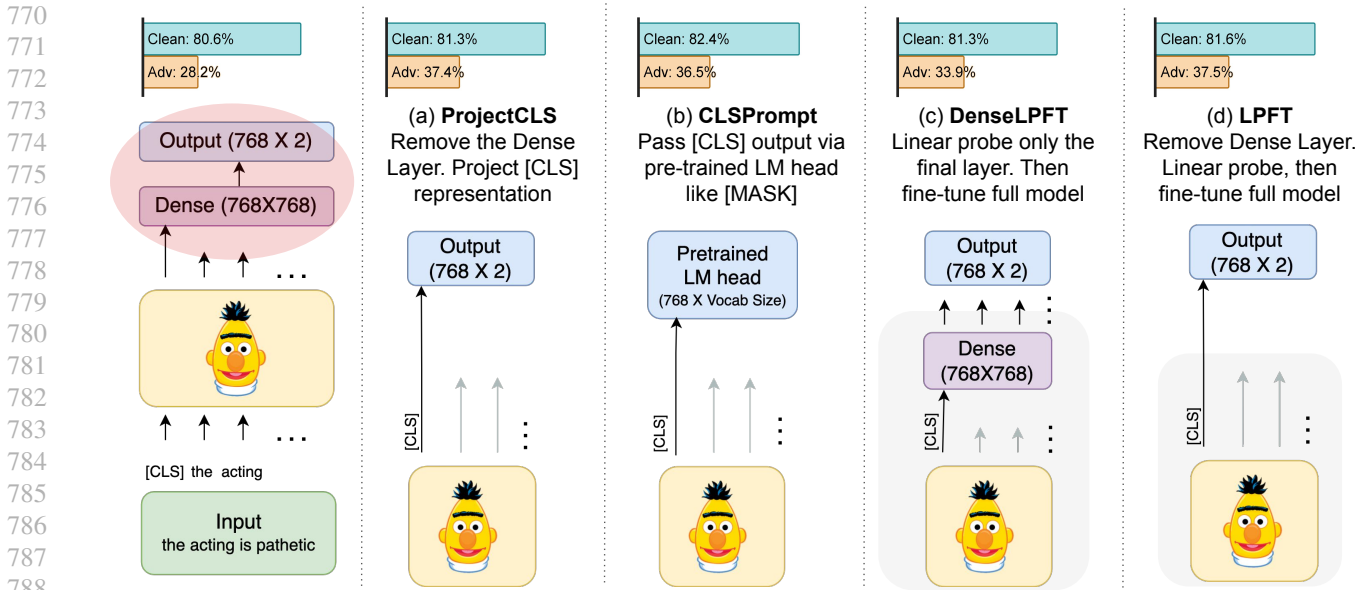 770
771
772
773
774
775
776
777
778
779
780
781
782
783
784
785
786
787
788
Clean: 80.6%
Adv: 28.2%
Output (768 X 2)
Dense (768X768)
. . .
. . .
[CLS] the acting
Input
the acting is pathetic
Clean: 81.3%
Adv: 37.4%
(a) ProjectCLS
Remove the Dense
Layer. Project [CLS]
representation
Output
(768 X 2)
[CLS]
Clean: 82.4%
Adv: 36.5%
(b) CLSPrompt
Pass [CLS] output via
pre-trained LM head
like [MASK]
Pretrained
LM head
(768 X Vocab Size)
[CLS]
Clean: 81.3%
Adv: 33.9%
(c) DenseLPFT
Linear probe only the
final layer. Then
fine-tune full model
Output
(768 X 2)
Dense
(768X768)
[CLS]
Clean: 81.6%
Adv: 37.5%
(d) LPFT
Remove Dense Layer.
Linear probe, then
fine-tune full model
Output
(768 X 2)
[CLS]